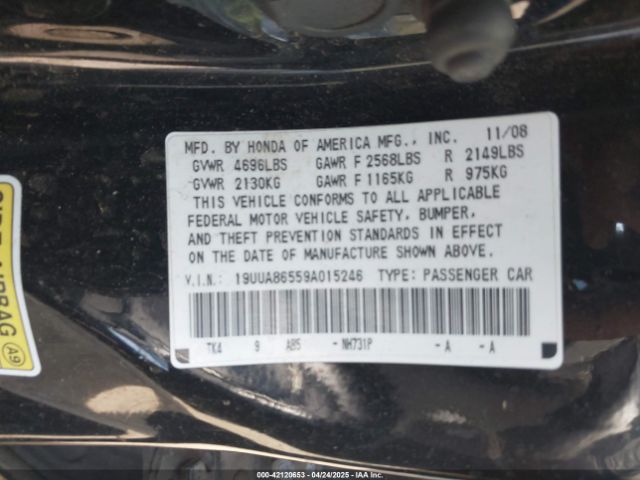 MFD. BY HONDA OF AMERICA MFG., INC. 11/08
GVWR 4696LBS GAWR F 2568LBS R 2149LBS
GVWR 2130KG GAWR F 1165KG R 975KG
THIS VEHICLE CONFORMS TO ALL APPLICABLE
FEDERAL MOTOR VEHICLE SAFETY, BUMPER,
AND THEFT PREVENTION STANDARDS IN EFFECT
ON THE DATE OF MANUFACTURE SHOWN ABOVE.
V.I.N.: 19UUA86559A015246 TYPE: PASSENGER CAR
TK4 9 AB5 -NH731P -A -A
AIRBAG
A9
000-42120653 - 04/24/2025 - IAA Inc.